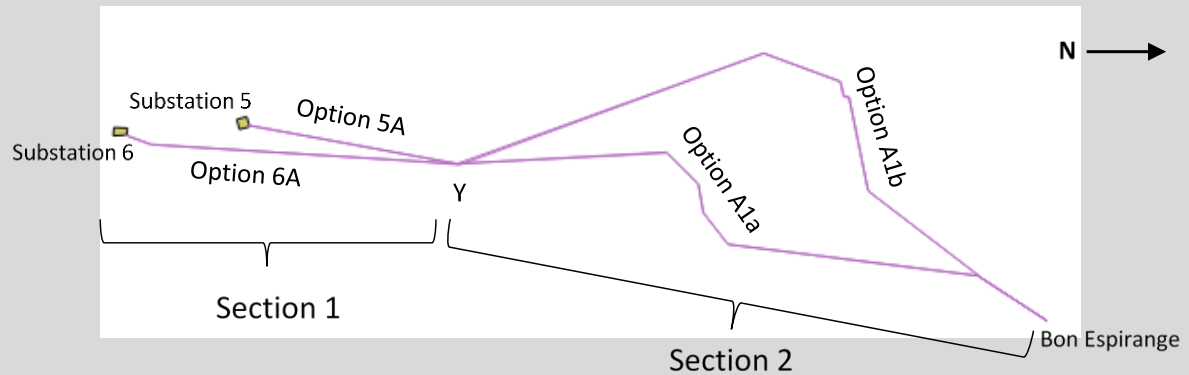 N
Substation 5
Option 5A
Substation 6
Option 6A
Y
Option A1a
Option A1b
Section 1
Section 2
Bon Espirange